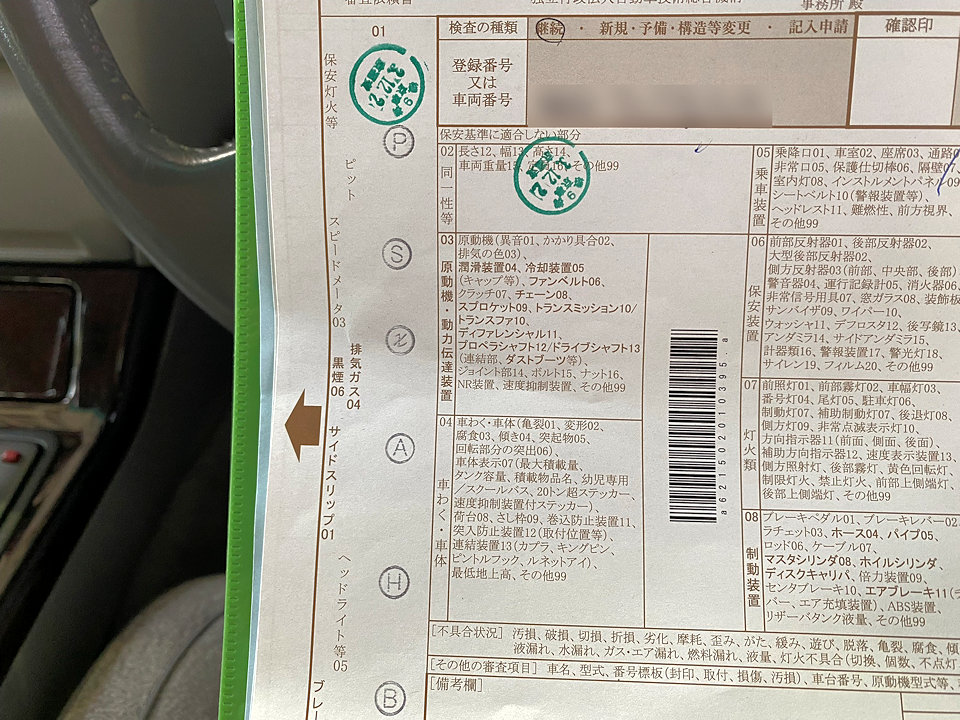 事務所 殿
検査の種類
継続 ・ 新規・予備・構造等変更 ・ 記入申請
確認印
登録番号
又は
車両番号
01
保安灯火等
P
ピット
S
スピードメータ03
排気ガス04
黒煙06
A
サイドスリップ01
H
ヘッドライト等05
B
ブレー
保安基準に適合しない部分
02
同一性等
長さ12、幅13、高さ14、
車両重量15、
その他99
03
原動機・動力伝達装置
原動機(異音01、かかり具合02、
排気の色03)、
潤滑装置04、冷却装置05
(キャップ等)、ファンベルト06、
クラッチ07、チェーン08、
スプロケット09、トランスミッション10/
トランスファ10、
ディファレンシャル11、
プロペラシャフト12/ドライブシャフト13
(連結部、ダストブーツ等)、
ジョイント部14、ボルト15、ナット16、
NR装置、速度抑制装置、その他99
04
車わく・車体
車わく・車体(亀裂01、変形02、
腐食03、傾き04、突起物05、
回転部分の突出06)、
車体表示07(最大積載量、
タンク容量、積載物品名、幼児専用
/スクールバス、20トン超ステッカー、
速度抑制装置付ステッカー)、
荷台08、さし枠09、巻込防止装置11、
突入防止装置12(取付位置等)、
連結装置13(カプラ、キングピン、
ピントルフック、ルネットアイ)、
最低地上高、その他99
a621502010395.a
05
乗車装置
乗降口01、車室02、座席03、通路0
非常口05、保護仕切棒06、隔壁07、
室内灯08、インストルメントパネル09
シートベルト10(警報装置等)、
ヘッドレスト11、難燃性、前方視界、
その他99
06
保安装置
前部反射器01、後部反射器02、
大型後部反射器02、
側方反射器03(前部、中央部、後部)
警音器04、運行記録計05、消火器06、
非常信号用具07、窓ガラス08、装飾板
サンバイザ09、ワイパー10、
ウォッシャ11、デフロスタ12、後写鏡13、
アンダミラ14、サイドアンダミラ15、
計器類16、警報装置17、警光灯18、
サイレン19、フィルム20、その他99
07
灯火類
前照灯01、前部霧灯02、車幅灯03、
番号灯04、尾灯05、駐車灯06、
制動灯07、補助制動灯07、後退灯08、
側方灯09、非常点滅表示灯10、
方向指示器11(前面、側面、後面)、
補助方向指示器12、速度表示装置13、
側方照射灯、後部霧灯、黄色回転灯、
制限灯火、禁止灯火、前部上側端灯、
後部上側端灯、その他99
08
制動装置
ブレーキペダル01、ブレーキレバー02、
ラチェット03、ホース04、パイプ05、
ロッド06、ケーブル07、
マスタシリンダ08、ホイルシリンダ、
ディスクキャリパ、倍力装置09、
センタブレーキ10、エアブレーキ11(ラ
バー、エア充填装置)、ABS装置、
リザーバタンク液量、その他99
[不具合状況] 汚損、破損、切損、折損、劣化、摩耗、歪み、がた、緩み、遊び、脱落、亀裂、腐食、傾
液漏れ、水漏れ、ガス・エア漏れ、燃料漏れ、液量、灯火不具合(切換、個数、不点灯
[その他の審査項目] 車名、型式、番号標板(封印、取付、損傷、汚損)、車台番号、原動機型式等、
[備考欄]